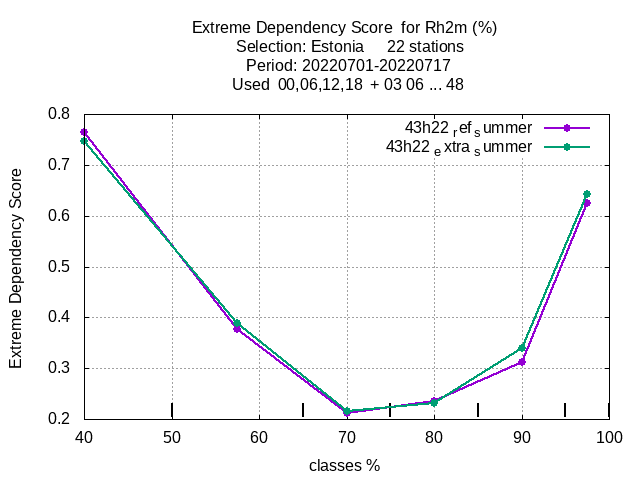 Extreme Dependency Score for Rh2m (%)
Selection: Estonia 22 stations
Period: 20220701-20220717
Used 00,06,12,18 + 03 06 ... 48
43h22 ref summer
43h22 extra summer
Extreme Dependency Score
0.8
0.7
0.6
0.5
0.4
0.3
0.2
40 50 60 70 80 90 100
classes %